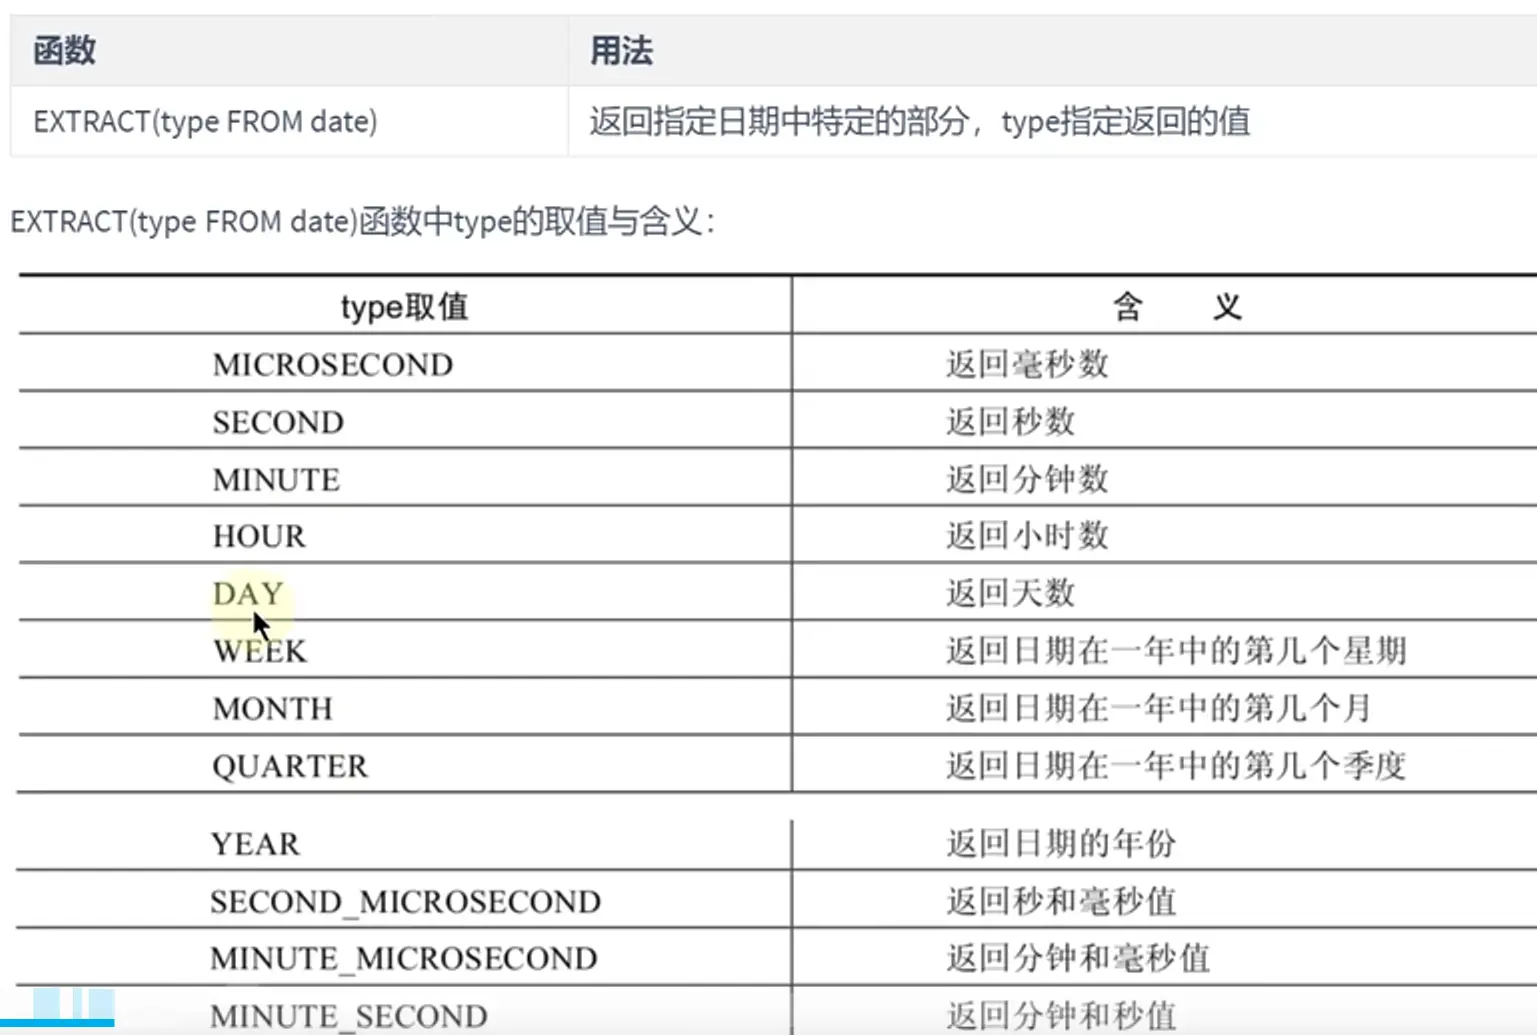 函数 用法
EXTRACT(type FROM date) 返回指定日期中特定的部分，type指定返回的值
EXTRACT(type FROM date)函数中type的取值与含义：
type取值 含 义
MICROSECOND 返回毫秒数
SECOND 返回秒数
MINUTE 返回分钟数
HOUR 返回小时数
DAY 返回天数
WEEK 返回日期在一年中的第几个星期
MONTH 返回日期在一年中的第几个月
QUARTER 返回日期在一年中的第几个季度
YEAR 返回日期的年份
SECOND_MICROSECOND 返回秒和毫秒值
MINUTE_MICROSECOND 返回分钟和毫秒值
MINUTE_SECOND 返回分钟和秒值